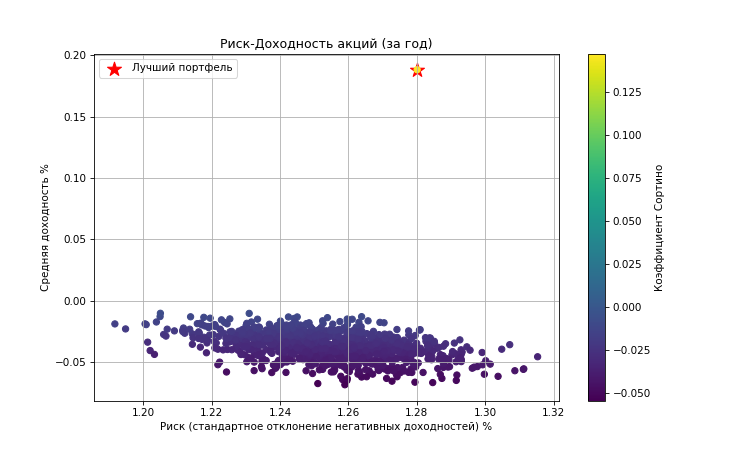 Риск-Доходность акций (за год)
Лучший портфель
0.20
0.15
0.10
0.05
0.00
−0.05
Средняя доходность %
1.20 1.22 1.24 1.26 1.28 1.30 1.32
Риск (стандартное отклонение негативных доходностей) %
0.125
0.100
0.075
0.050
0.025
0.000
−0.025
−0.050
Коэффициент Сортино